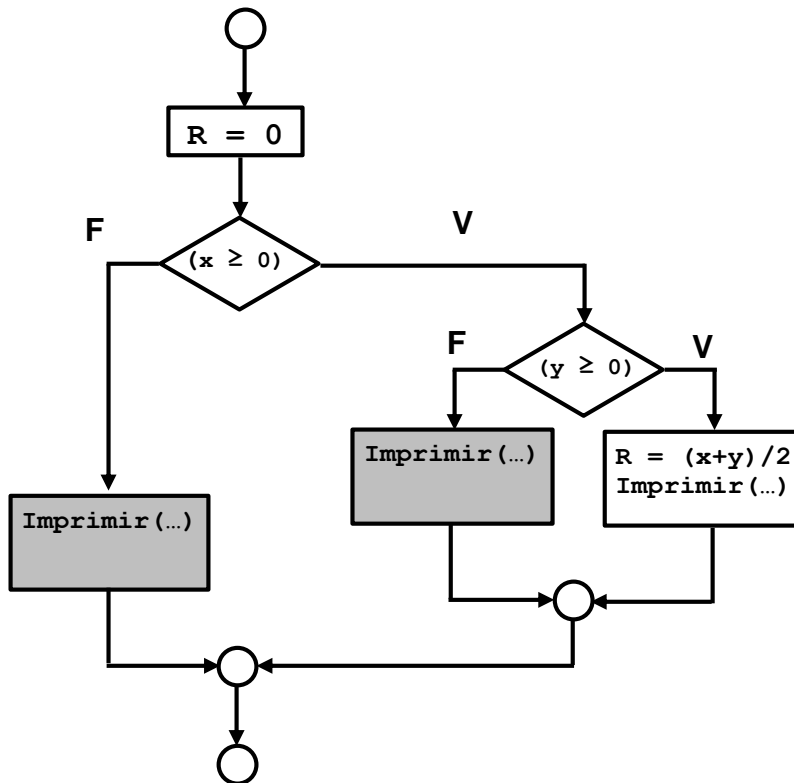 R = 0
F
V
(x ≥ 0)
F
V
(y ≥ 0)
Imprimir(…)
R = (x+y)/2
Imprimir(…)
Imprimir(…)